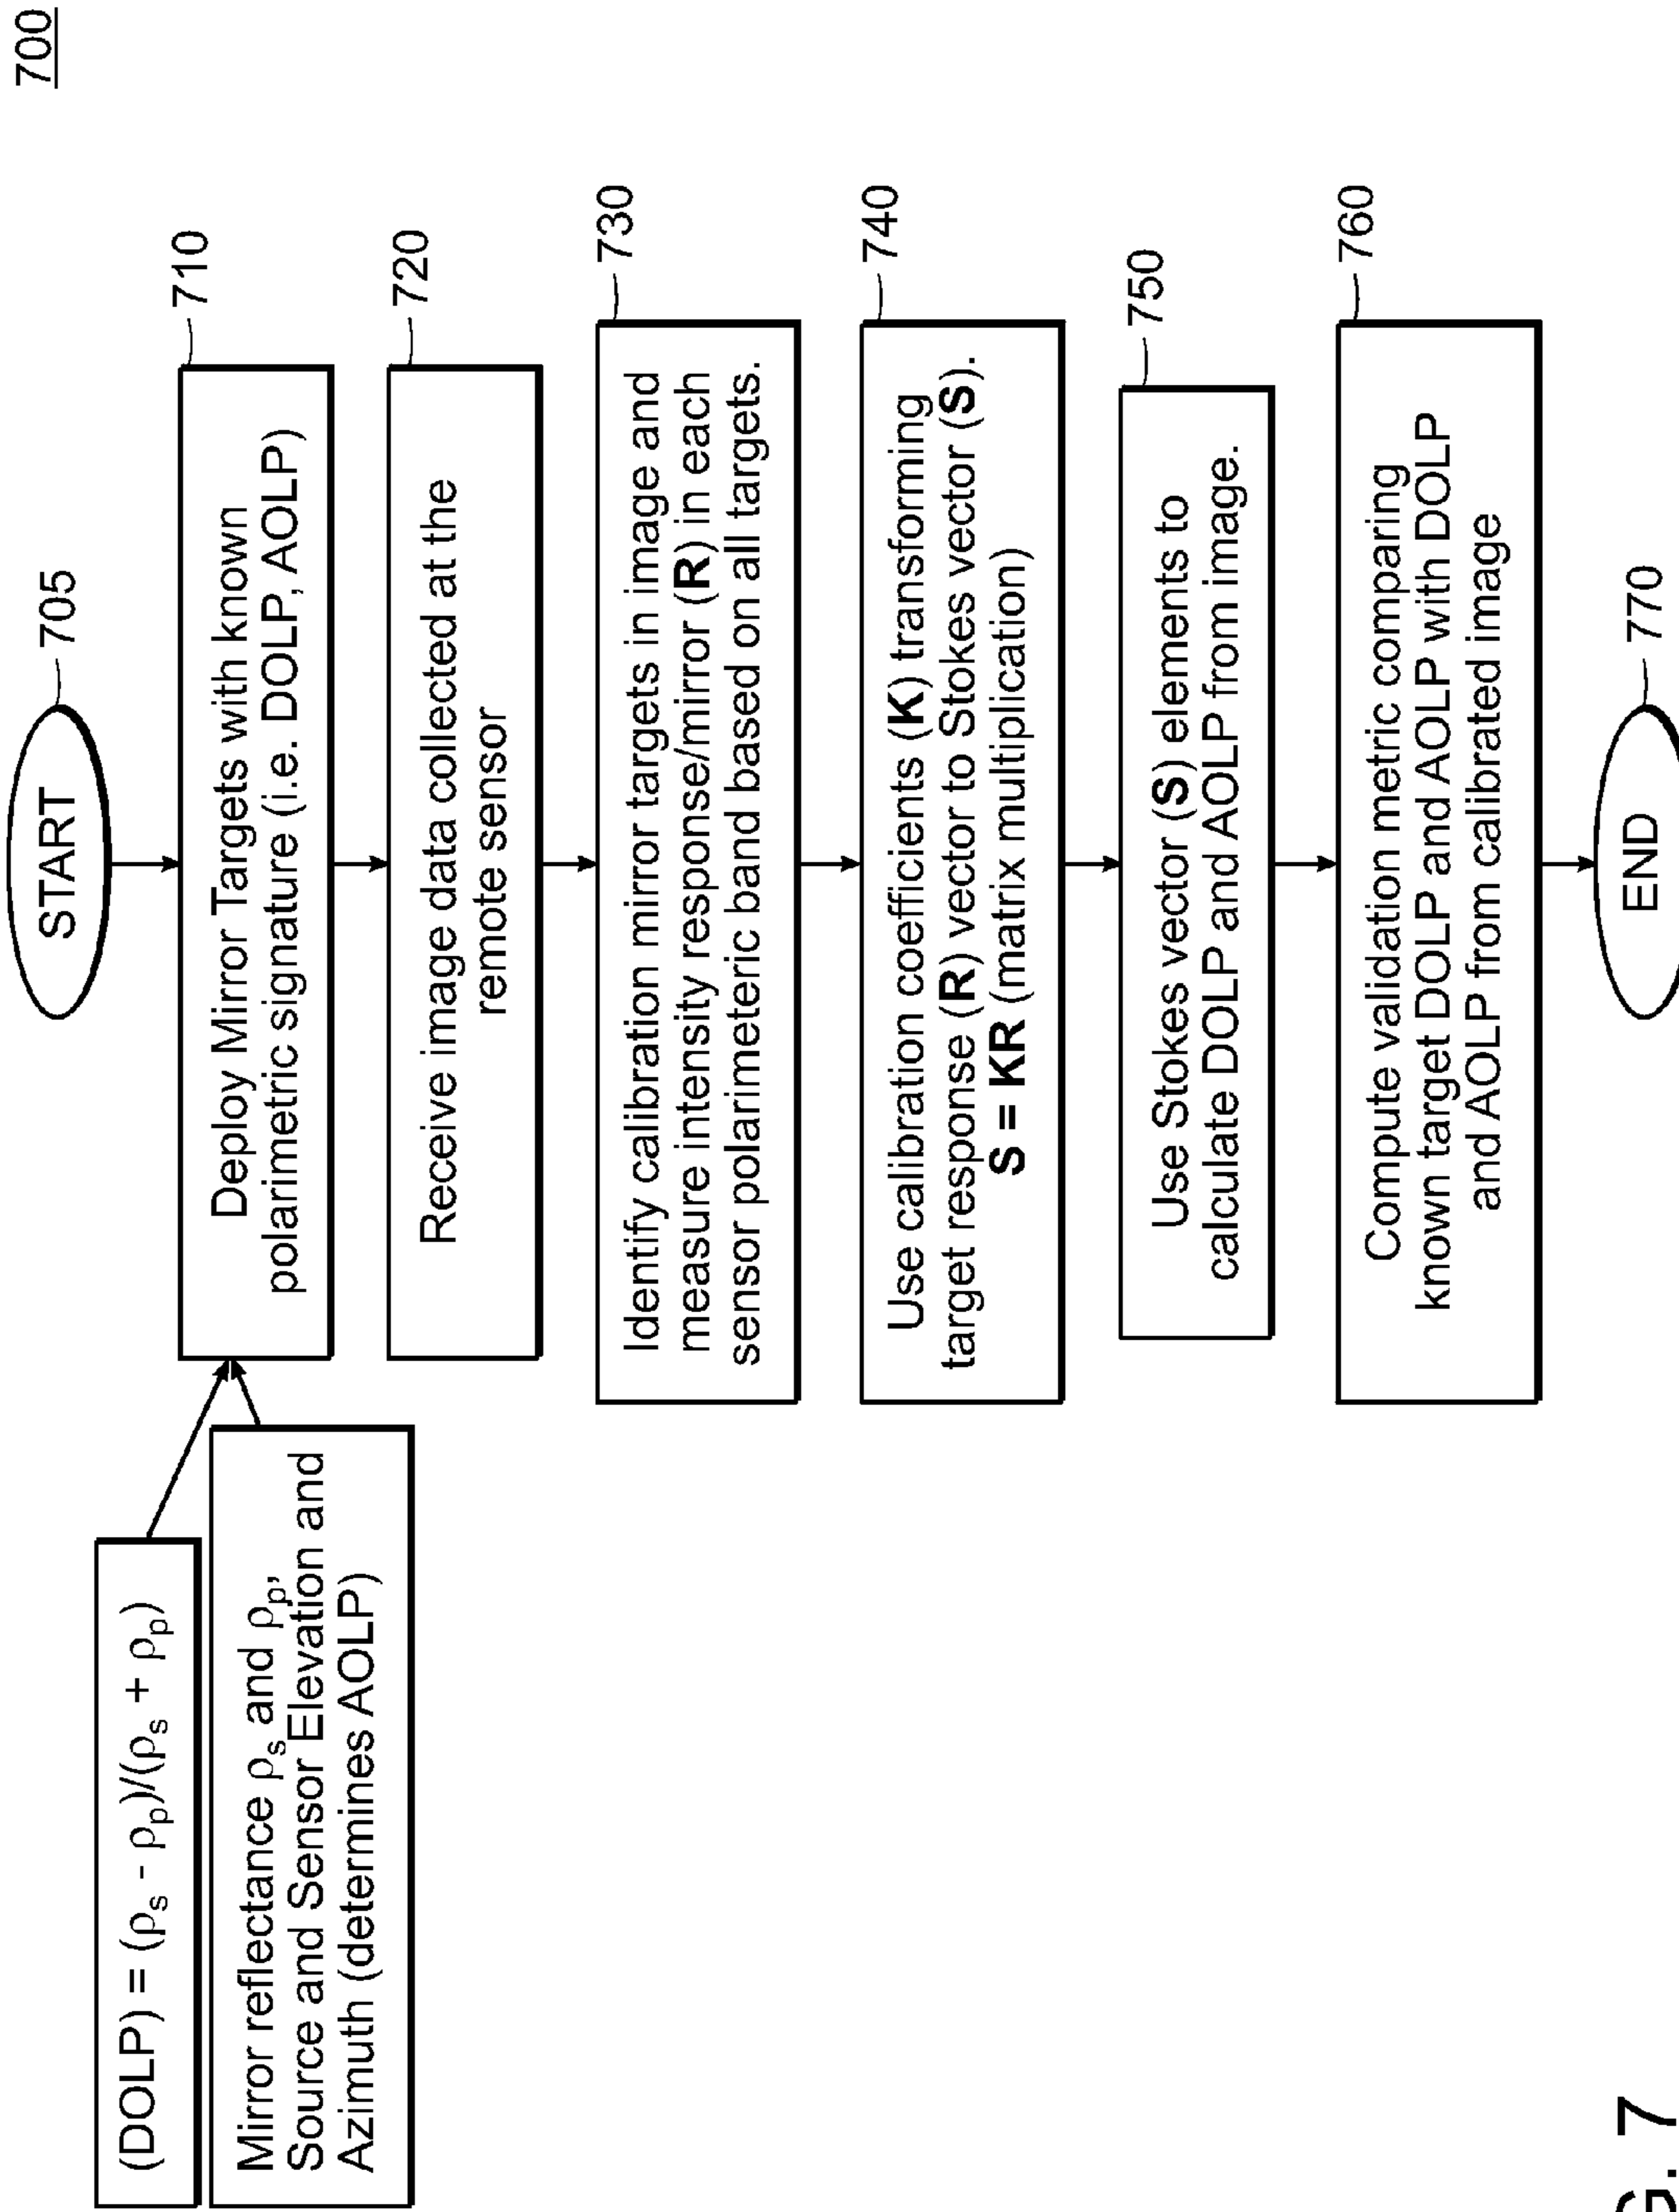 700
START
705
(DOLP) = (ρs - ρp)/(ρs + ρp)
Mirror reflectance ρs and ρp,
Source and Sensor Elevation and
Azimuth (determines AOLP)
Deploy Mirror Targets with known
polarimetric signature (i.e. DOLP, AOLP)
710
Receive image data collected at the
remote sensor
720
Identify calibration mirror targets in image and
measure intensity response/mirror (R) in each
sensor polarimeteric band based on all targets.
730
Use calibration coefficients (K) transforming
target response (R) vector to Stokes vector (S).
S = KR (matrix multiplication)
740
Use Stokes vector (S) elements to
calculate DOLP and AOLP from image.
750
Compute validation metric comparing
known target DOLP and AOLP with DOLP
and AOLP from calibrated image
760
END
770
G. 7